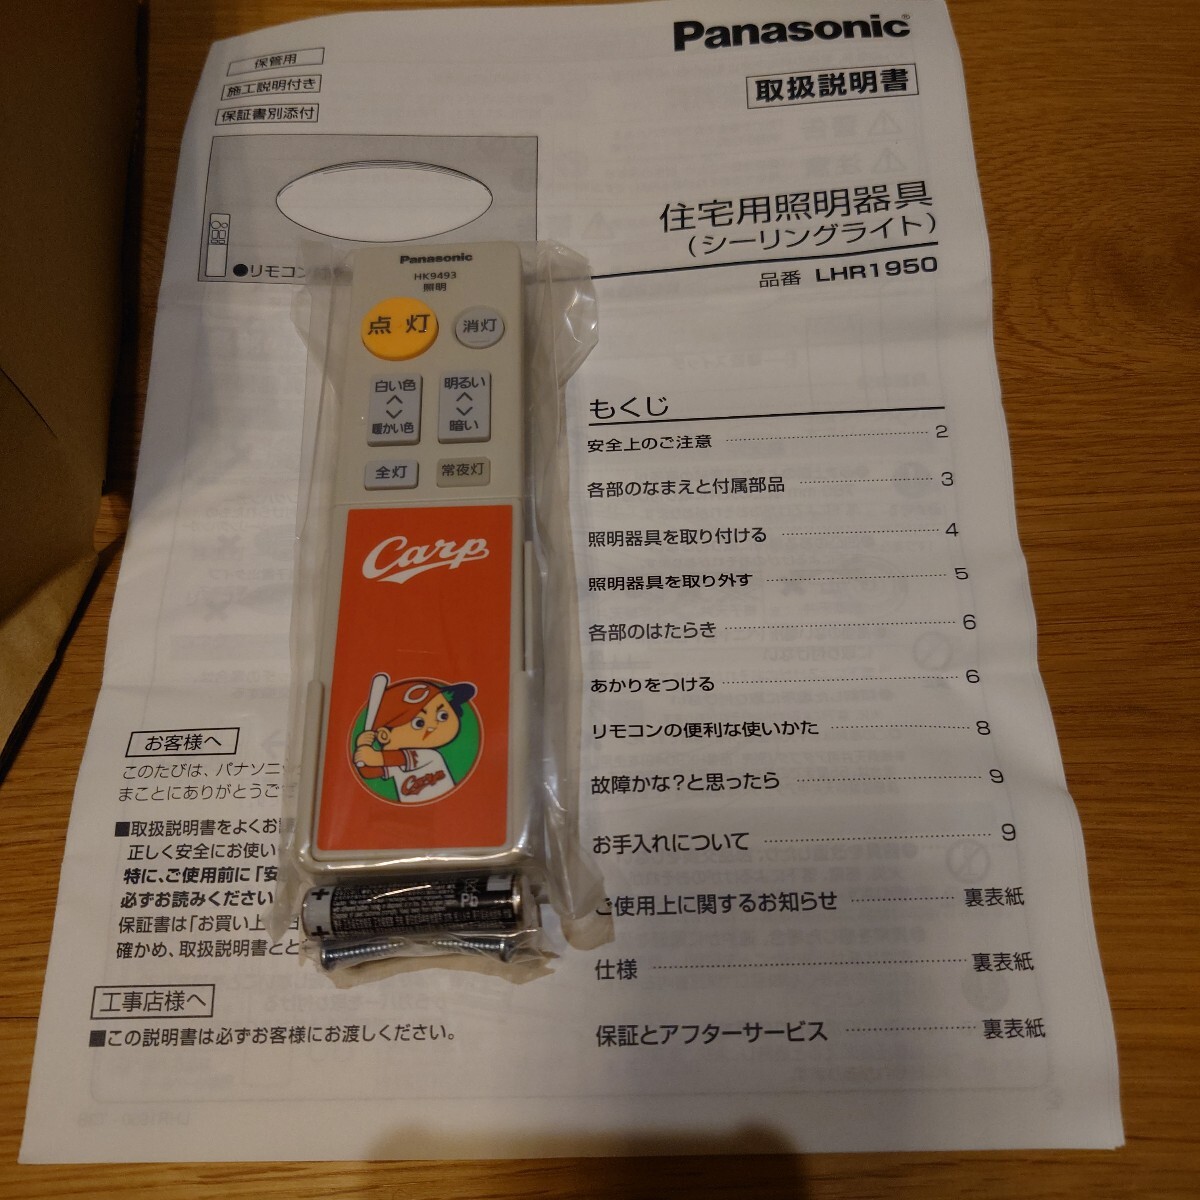 Panasonic
取扱説明書
保管用
施工説明付き
保証書別添付
●リモコン
住宅用照明器具
(シーリングライト)
品番 LHR1950
Panasonic
HK9493
照明
点 灯
消灯
白い色
暖かい色
明るい
暗い
全灯
常夜灯
Carp
C
Carp
もくじ
安全上のご注意 2
各部のなまえと付属部品 3
照明器具を取り付ける 4
照明器具を取り外す 5
各部のはたらき 6
あかりをつける 6
リモコンの便利な使いかた 8
故障かな?と思ったら 9
お手入れについて 9
ご使用上に関するお知らせ 裏表紙
仕様 裏表紙
保証とアフターサービス 裏表紙
お客様へ
このたびは、パナソニッ
まことにありがとうご
■取扱説明書をよくお
正しく安全にお使い
特に、ご使用前に「安
必ずお読みください
保証書は「お買い上
確かめ、取扱説明書とと
工事店様へ
■この説明書は必ずお客様にお渡しください。